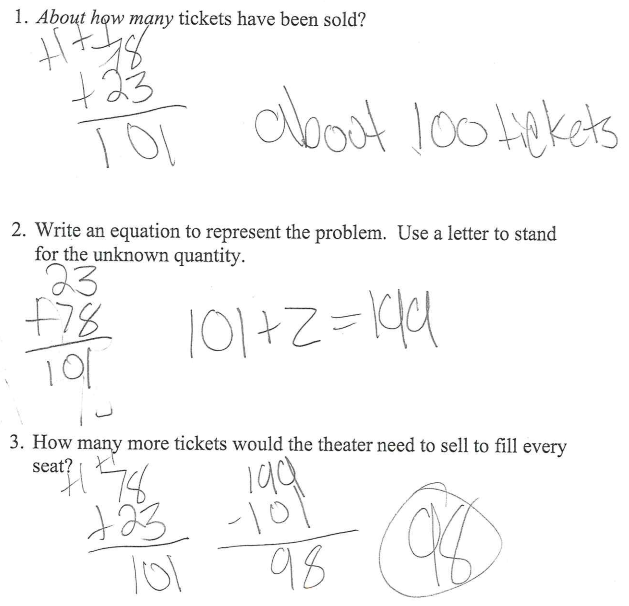 1. About how many tickets have been sold?
+1 +1
78
+23
101
about 100 tickets
2. Write an equation to represent the problem. Use a letter to stand
for the unknown quantity.
23
+78
101
101+z=199
3. How many more tickets would the theater need to sell to fill every
seat?
+1 +1
78
+23
101
199
-101
98
98